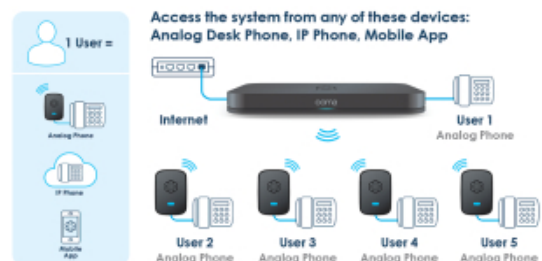 1 User =
Analog Phone
IP Phone
Mobile
App
Access the system from any of these devices:
Analog Desk Phone, IP Phone, Mobile App
Internet
ooma
User 1
Analog Phone
User 2
Analog Phone
User 3
Analog Phone
User 4
Analog Phone
User 5
Analog Phone